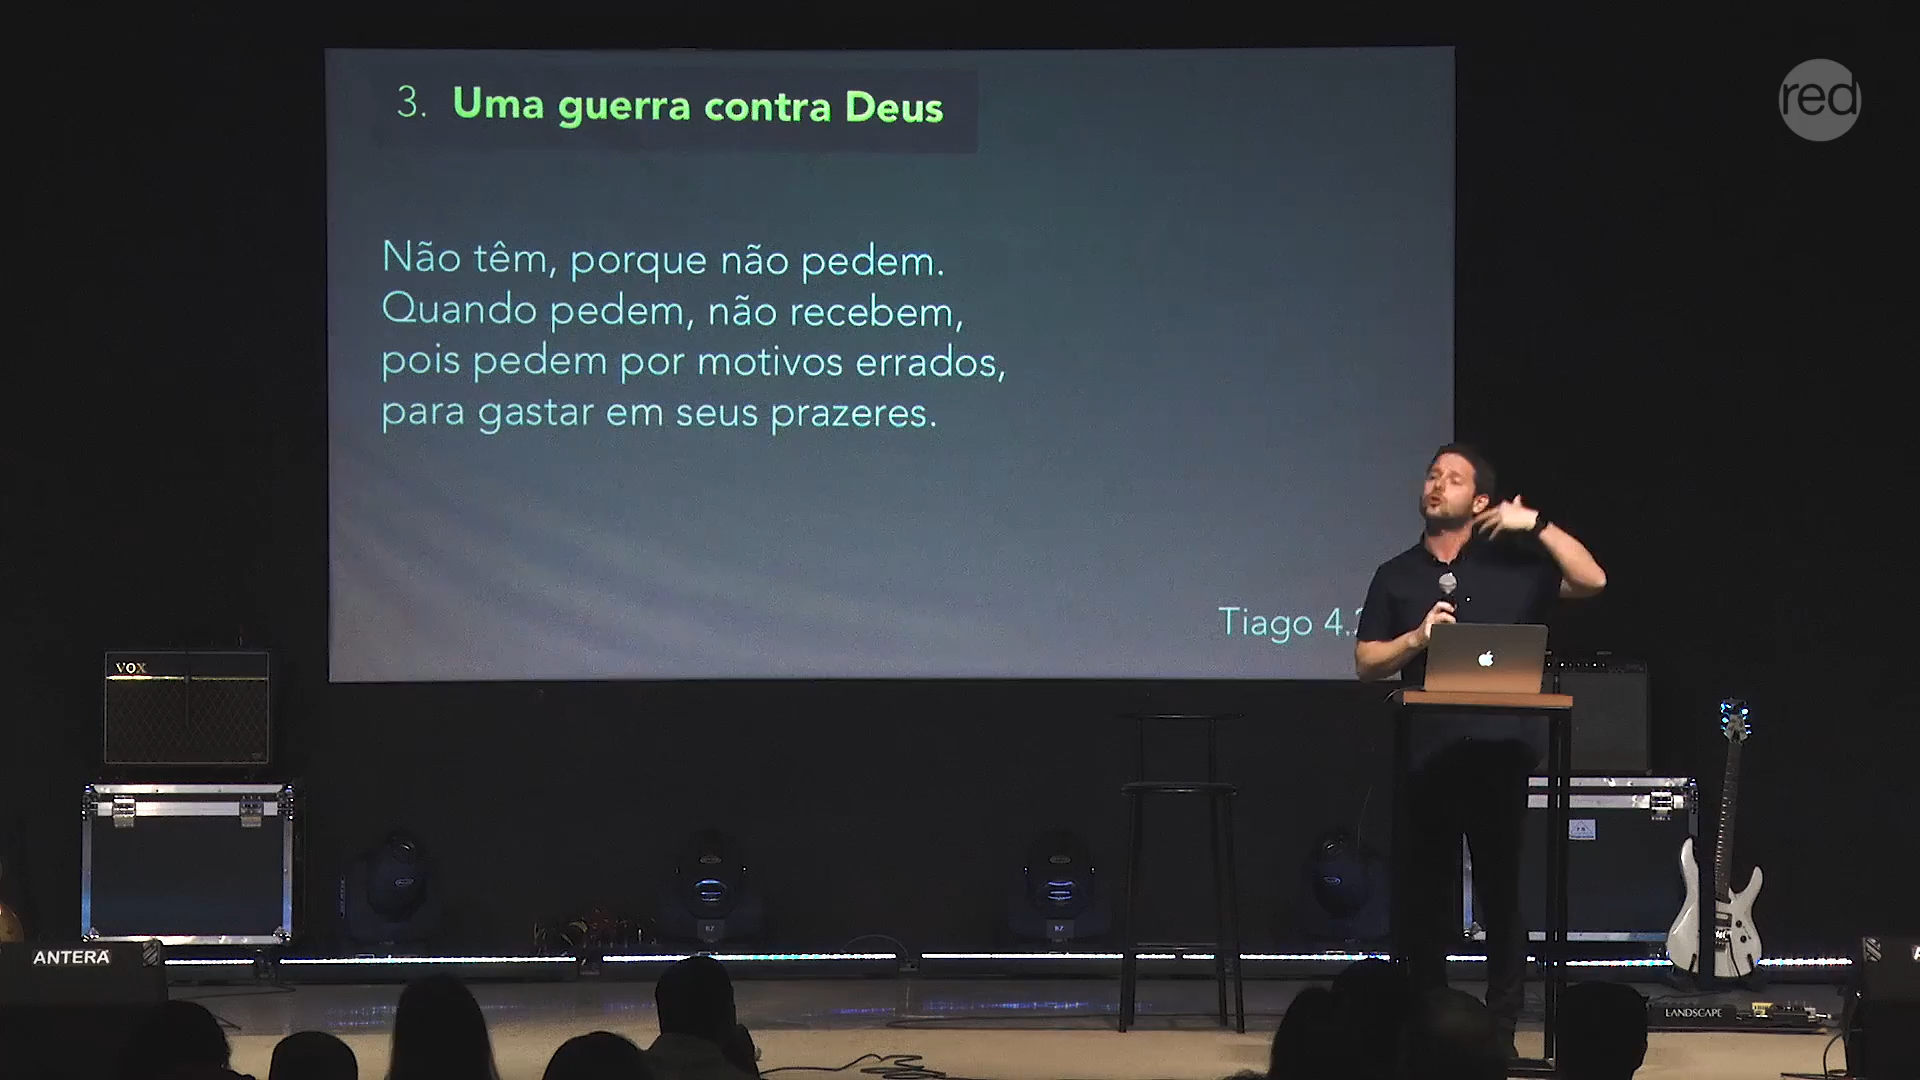 red
3. Uma guerra contra Deus
Não têm, porque não pedem.
Quando pedem, não recebem,
pois pedem por motivos errados,
para gastar em seus prazeres.
Tiago 4.
VOX
ANTERA
LANDSCAPE